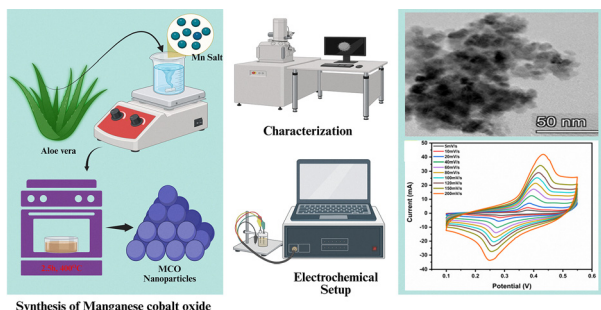 Mn Salt
Aloe vera
MCO
Nanoparticles
Synthesis of Manganese cobalt oxide
Characterization
Electrochemical
Setup
50 nm
Current (mA)
50
40
30
20
10
0
-10
-20
-30
-40
5mV/s
10mV/s
20mV/s
40mV/s
60mV/s
80mV/s
100mV/s
120mV/s
150mV/s
200mV/s
0.1 0.2 0.3 0.4 0.5 0.6
Potential (V)